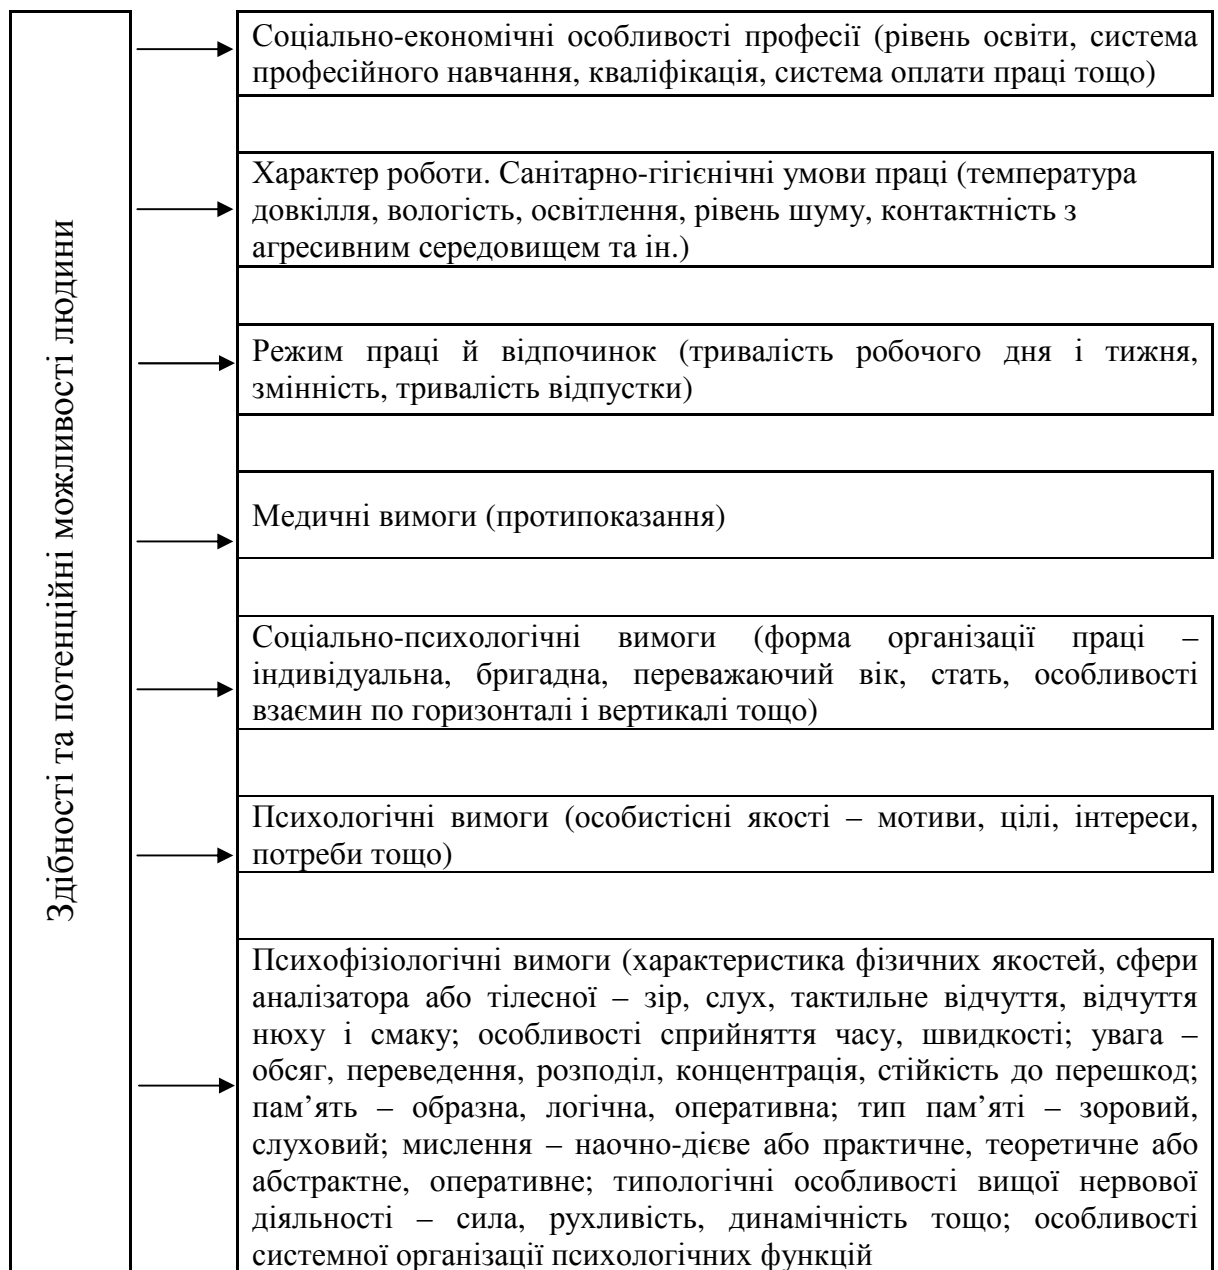 Здібності та потенційні можливості людини
Соціально-економічні особливості професії (рівень освіти, система
професійного навчання, кваліфікація, система оплати праці тощо)
Характер роботи. Санітарно-гігієнічні умови праці (температура
довкілля, вологість, освітлення, рівень шуму, контактність з
агресивним середовищем та ін.)
Режим праці й відпочинок (тривалість робочого дня і тижня,
змінність, тривалість відпустки)
Медичні вимоги (протипоказання)
Соціально-психологічні вимоги (форма організації праці –
індивідуальна, бригадна, переважаючий вік, стать, особливості
взаємин по горизонталі і вертикалі тощо)
Психологічні вимоги (особистісні якості – мотиви, цілі, інтереси,
потреби тощо)
Психофізіологічні вимоги (характеристика фізичних якостей, сфери
аналізатора або тілесної – зір, слух, тактильне відчуття, відчуття
нюху і смаку; особливості сприйняття часу, швидкості; увага –
обсяг, переведення, розподіл, концентрація, стійкість до перешкод;
пам’ять – образна, логічна, оперативна; тип пам’яті – зоровий,
слуховий; мислення – наочно-дієве або практичне, теоретичне або
абстрактне, оперативне; типологічні особливості вищої нервової
діяльності – сила, рухливість, динамічність тощо; особливості
системної організації психологічних функцій